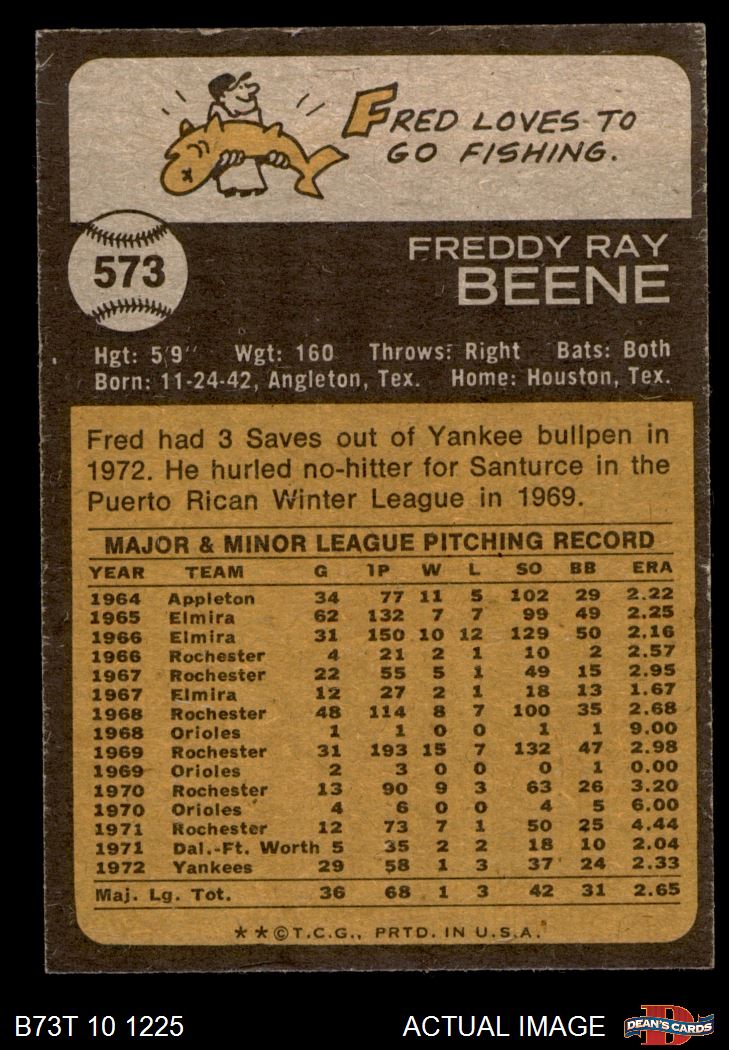 FRED LOVES TO
GO FISHING.
573
FREDDY RAY
BEENE
Hgt: 5'9" Wgt: 160 Throws: Right Bats: Both
Born: 11-24-42, Angleton, Tex. Home: Houston, Tex.
Fred had 3 Saves out of Yankee bullpen in
1972. He hurled no-hitter for Santurce in the
Puerto Rican Winter League in 1969.
MAJOR & MINOR LEAGUE PITCHING RECORD
YEAR TEAM G IP W L SO BB ERA
1964 Appleton 34 77 11 5 102 29 2.22
1965 Elmira 62 132 7 7 99 49 2.25
1966 Elmira 31 150 10 12 129 50 2.16
1966 Rochester 4 21 2 1 10 2 2.57
1967 Rochester 22 55 5 1 49 15 2.95
1967 Elmira 12 27 2 1 18 13 1.67
1968 Rochester 48 114 8 7 100 35 2.68
1968 Orioles 1 1 0 0 1 1 9.00
1969 Rochester 31 193 15 7 132 47 2.98
1969 Orioles 2 3 0 0 0 1 0.00
1970 Rochester 13 90 9 3 63 26 3.20
1970 Orioles 4 6 0 0 4 5 6.00
1971 Rochester 12 73 7 1 50 25 4.44
1971 Dal.-Ft. Worth 5 35 2 2 18 10 2.04
1972 Yankees 29 58 1 3 37 24 2.33
Maj. Lg. Tot. 36 68 1 3 42 31 2.65
* * © T.C.G., PRTD. IN U.S.A.
B73T 10 1225 ACTUAL IMAGE
D
DEAN'S CARDS